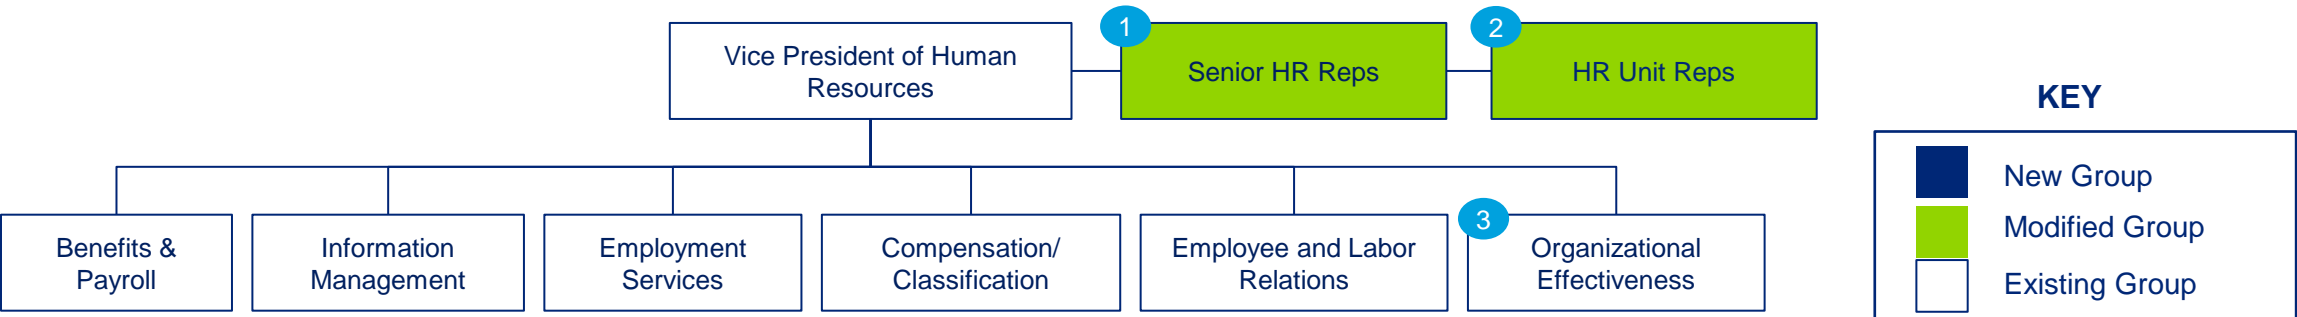 1
2
Vice President of Human
Resources
Senior HR Reps
HR Unit Reps
KEY
New Group
Modified Group
Existing Group
3
Benefits &
Payroll
Information
Management
Employment
Services
Compensation/
Classification
Employee and Labor
Relations
Organizational
Effectiveness